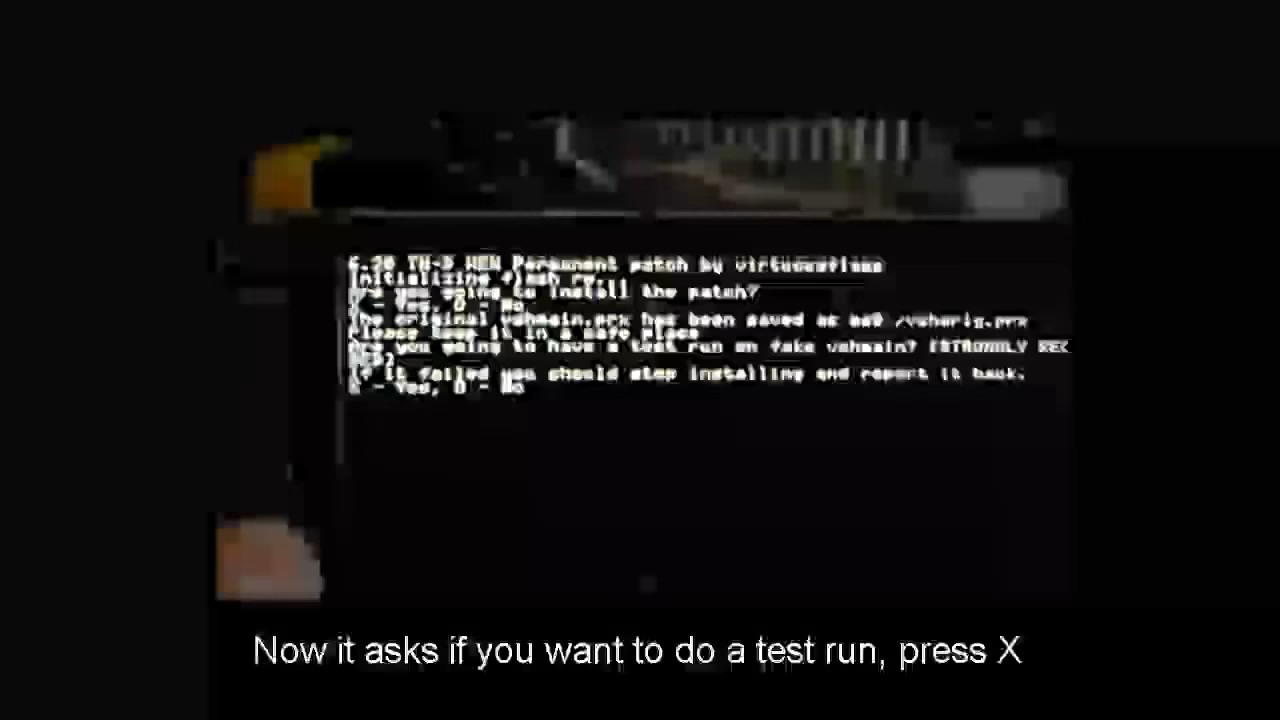 6.20 TN-D HEN Permanent patch by virtuousflame
Initializing flash rw
Are you going to install the patch?
X - Yes, O - No
The original vshmain.prx has been saved as ms0:/vshorig.prx
Please keep it in a safe place
Are you going to have a test run on fake vshmain? (STRONGLY REC
If it failed you should stop installing and report it back.
X - Yes, O - No
Now it asks if you want to do a test run, press X